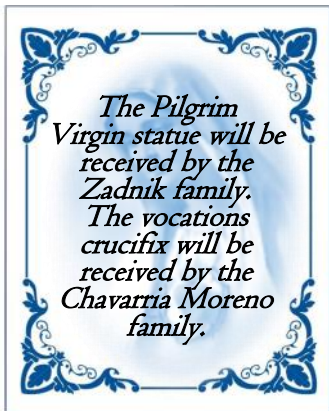 The Pilgrim
Virgin statue will be
received by the
Zadnik family.
The vocations
crucifix will be
received by the
Chavarria Moreno
family.